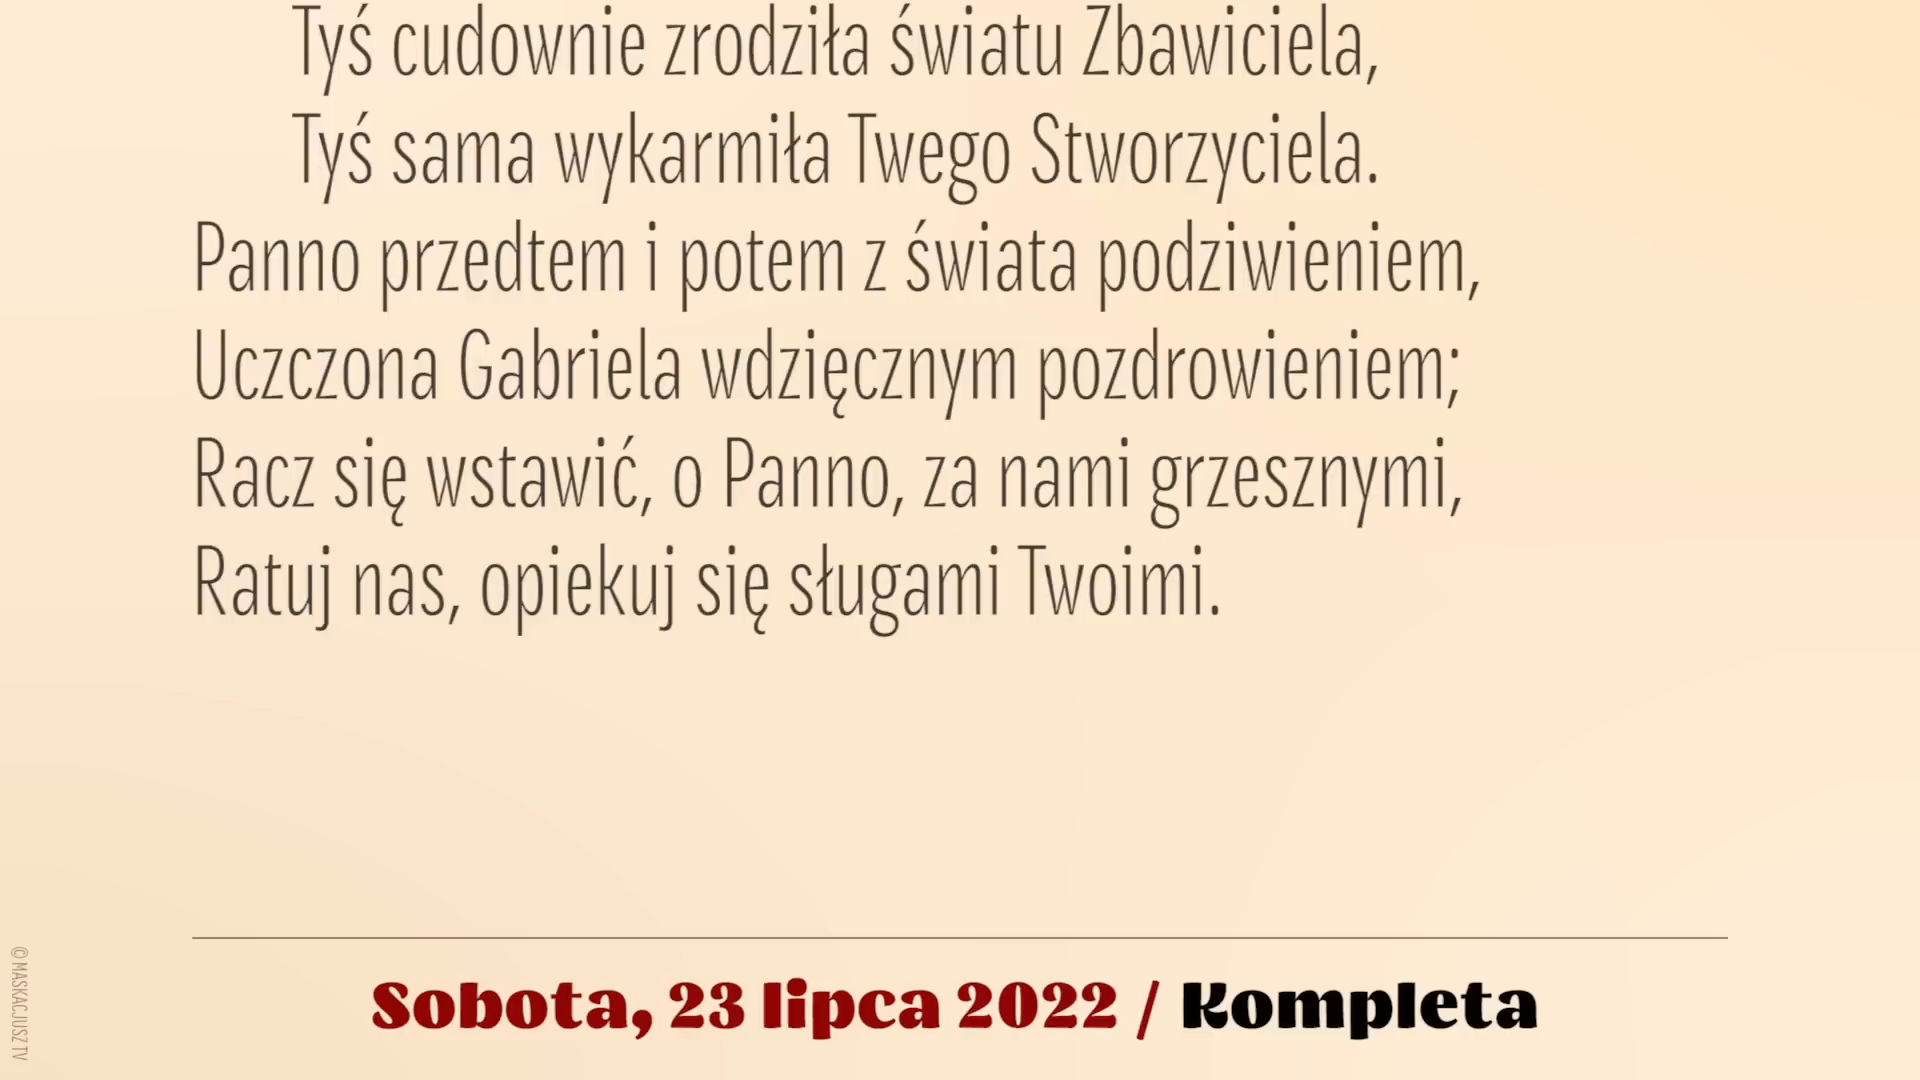 Tyś cudownie zrodziła światu Zbawiciela,
Tyś sama wykarmiła Twego Stworzyciela.
Panno przedtem i potem z świata podziwieniem,
Uczczona Gabriela wdzięcznym pozdrowieniem;
Racz się wstawić, o Panno, za nami grzesznymi,
Ratuj nas, opiekuj się sługami Twoimi.
Sobota, 23 lipca 2022 / Kompleta
© MASKACJUSZ TV